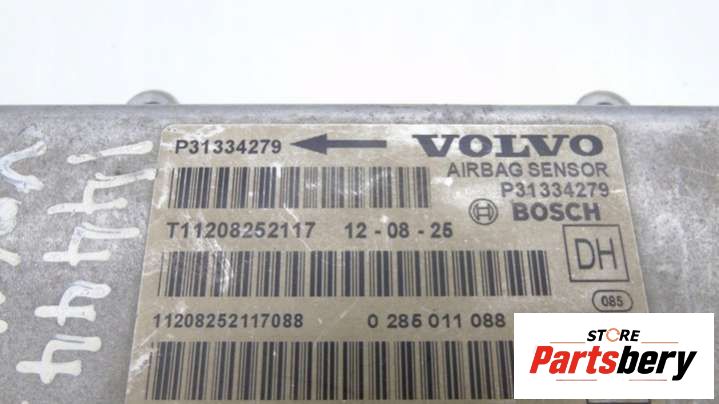 P31334279 VOLVO
AIRBAG SENSOR
P31334279
BOSCH
T11208252117 12 - 08 - 25
DH
085
11208252117088 0 285 011 088
STORE
Partsbery